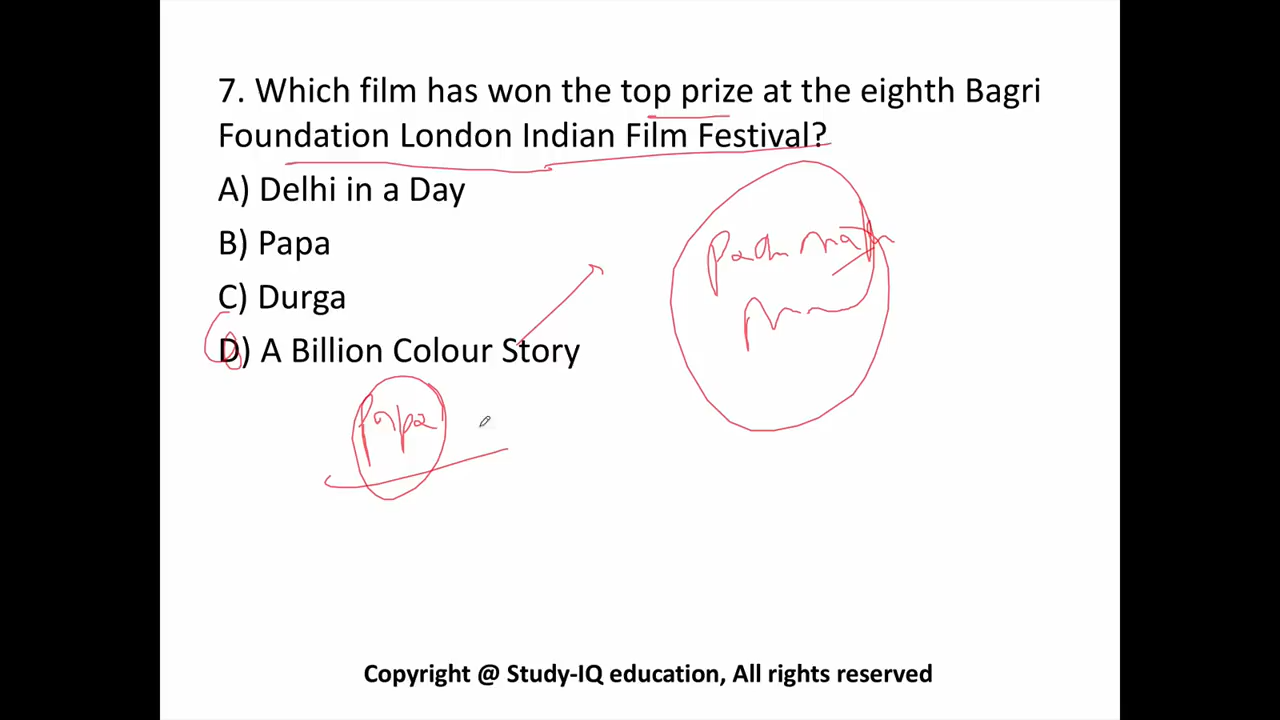 7. Which film has won the top prize at the eighth Bagri
Foundation London Indian Film Festival?
A) Delhi in a Day
B) Papa
C) Durga
D) A Billion Colour Story
papa
Copyright @ Study-IQ education, All rights reserved